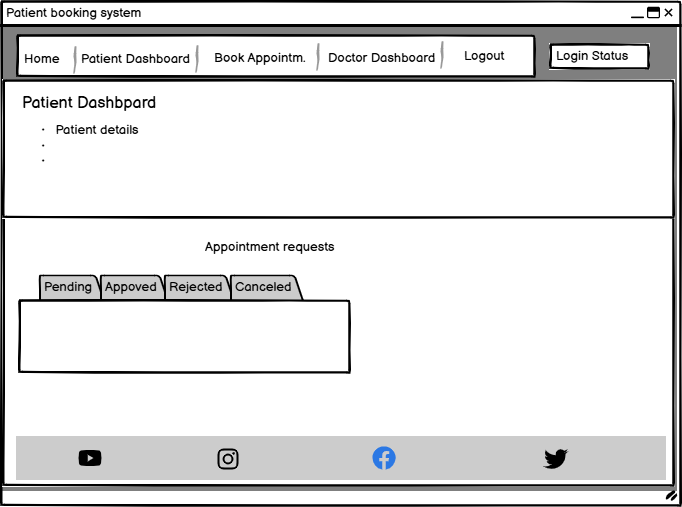 Patient booking system
Home Patient Dashboard Book Appointm. Doctor Dashboard Logout Login Status
Patient Dashbpard
· Patient details
·
·
Appointment requests
Pending Appoved Rejected Canceled